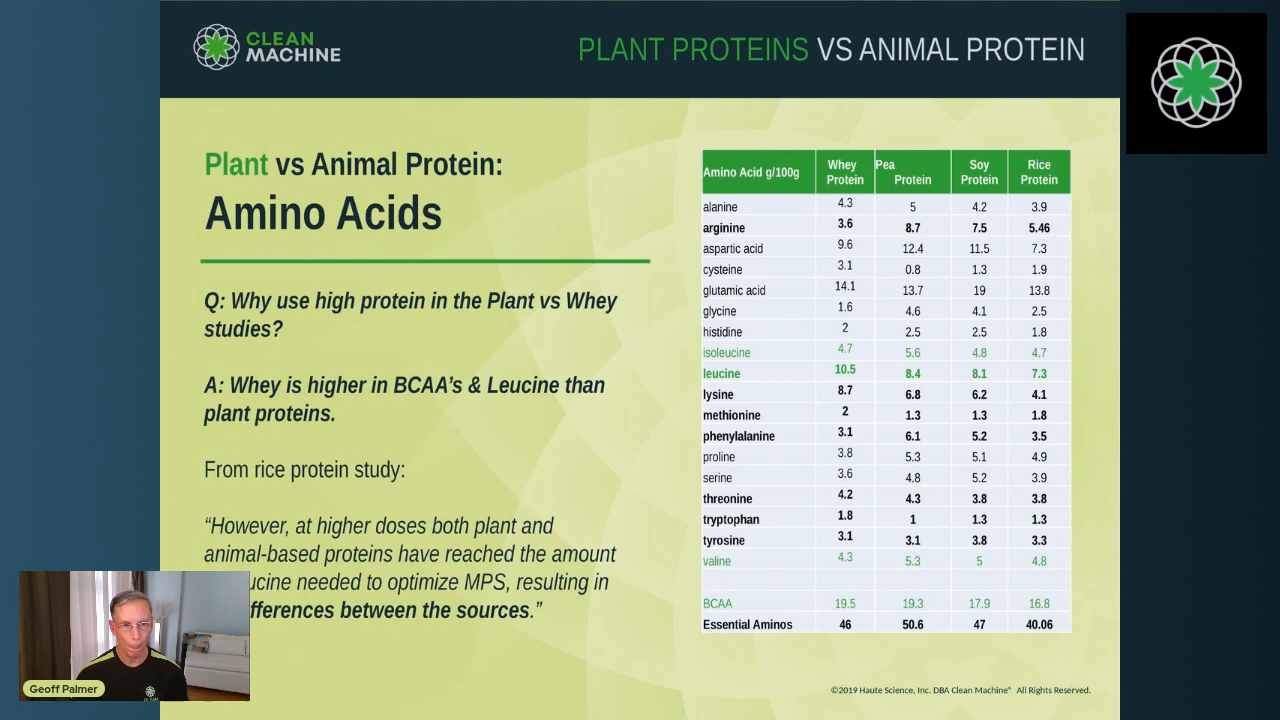 CLEAN
MACHINE
PLANT PROTEINS VS ANIMAL PROTEIN
Plant vs Animal Protein:
Amino Acids
Q: Why use high protein in the Plant vs Whey
studies?
A: Whey is higher in BCAA's & Leucine than
plant proteins.
From rice protein study:
“However, at higher doses both plant and
animal-based proteins have reached the amount
needed to optimize MPS, resulting in
between the sources.”
Amino Acid g/100g Whey Protein Pea Protein Soy Protein Rice Protein
alanine 4.3 5 4.2 3.9
arginine 3.6 8.7 7.5 5.46
aspartic acid 9.6 12.4 11.5 7.3
cysteine 3.1 0.8 1.3 1.9
glutamic acid 14.1 13.7 19 13.8
glycine 1.6 4.6 4.1 2.5
histidine 2 2.5 2.5 1.8
isoleucine 4.7 5.6 4.8 4.7
leucine 10.5 8.4 8.1 7.3
lysine 8.7 6.8 6.2 4.1
methionine 2 1.3 1.3 1.8
phenylalanine 3.1 6.1 5.2 3.5
proline 3.8 5.3 5.1 4.9
serine 3.6 4.8 5.2 3.9
threonine 4.2 4.3 3.8 3.8
tryptophan 1.8 1 1.3 1.3
tyrosine 3.1 3.1 3.8 3.3
valine 4.3 5.3 5 4.8
BCAA 19.5 19.3 17.9 16.8
Essential Aminos 46 50.6 47 40.06
Geoff Palmer
©2019 Haute Science, Inc. DBA Clean Machine® All Rights Reserved.